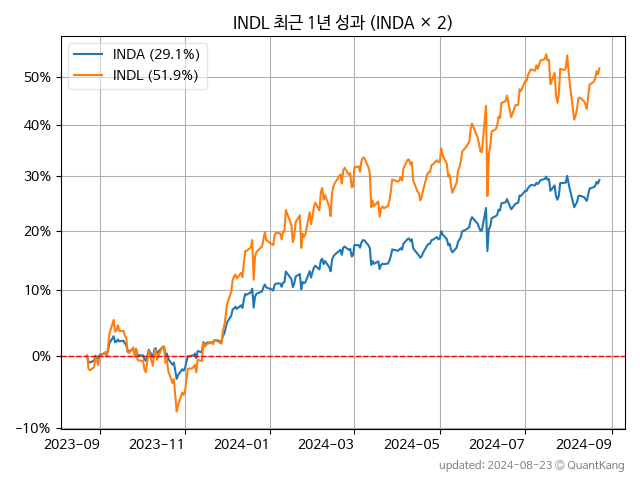 INDL 최근 1년 성과 (INDA × 2)
INDA (29.1%)
INDL (51.9%)
50%
40%
30%
20%
10%
0%
−10%
2023-09 2023-11 2024-01 2024-03 2024-05 2024-07 2024-09
updated: 2024-08-23 © QuantKang